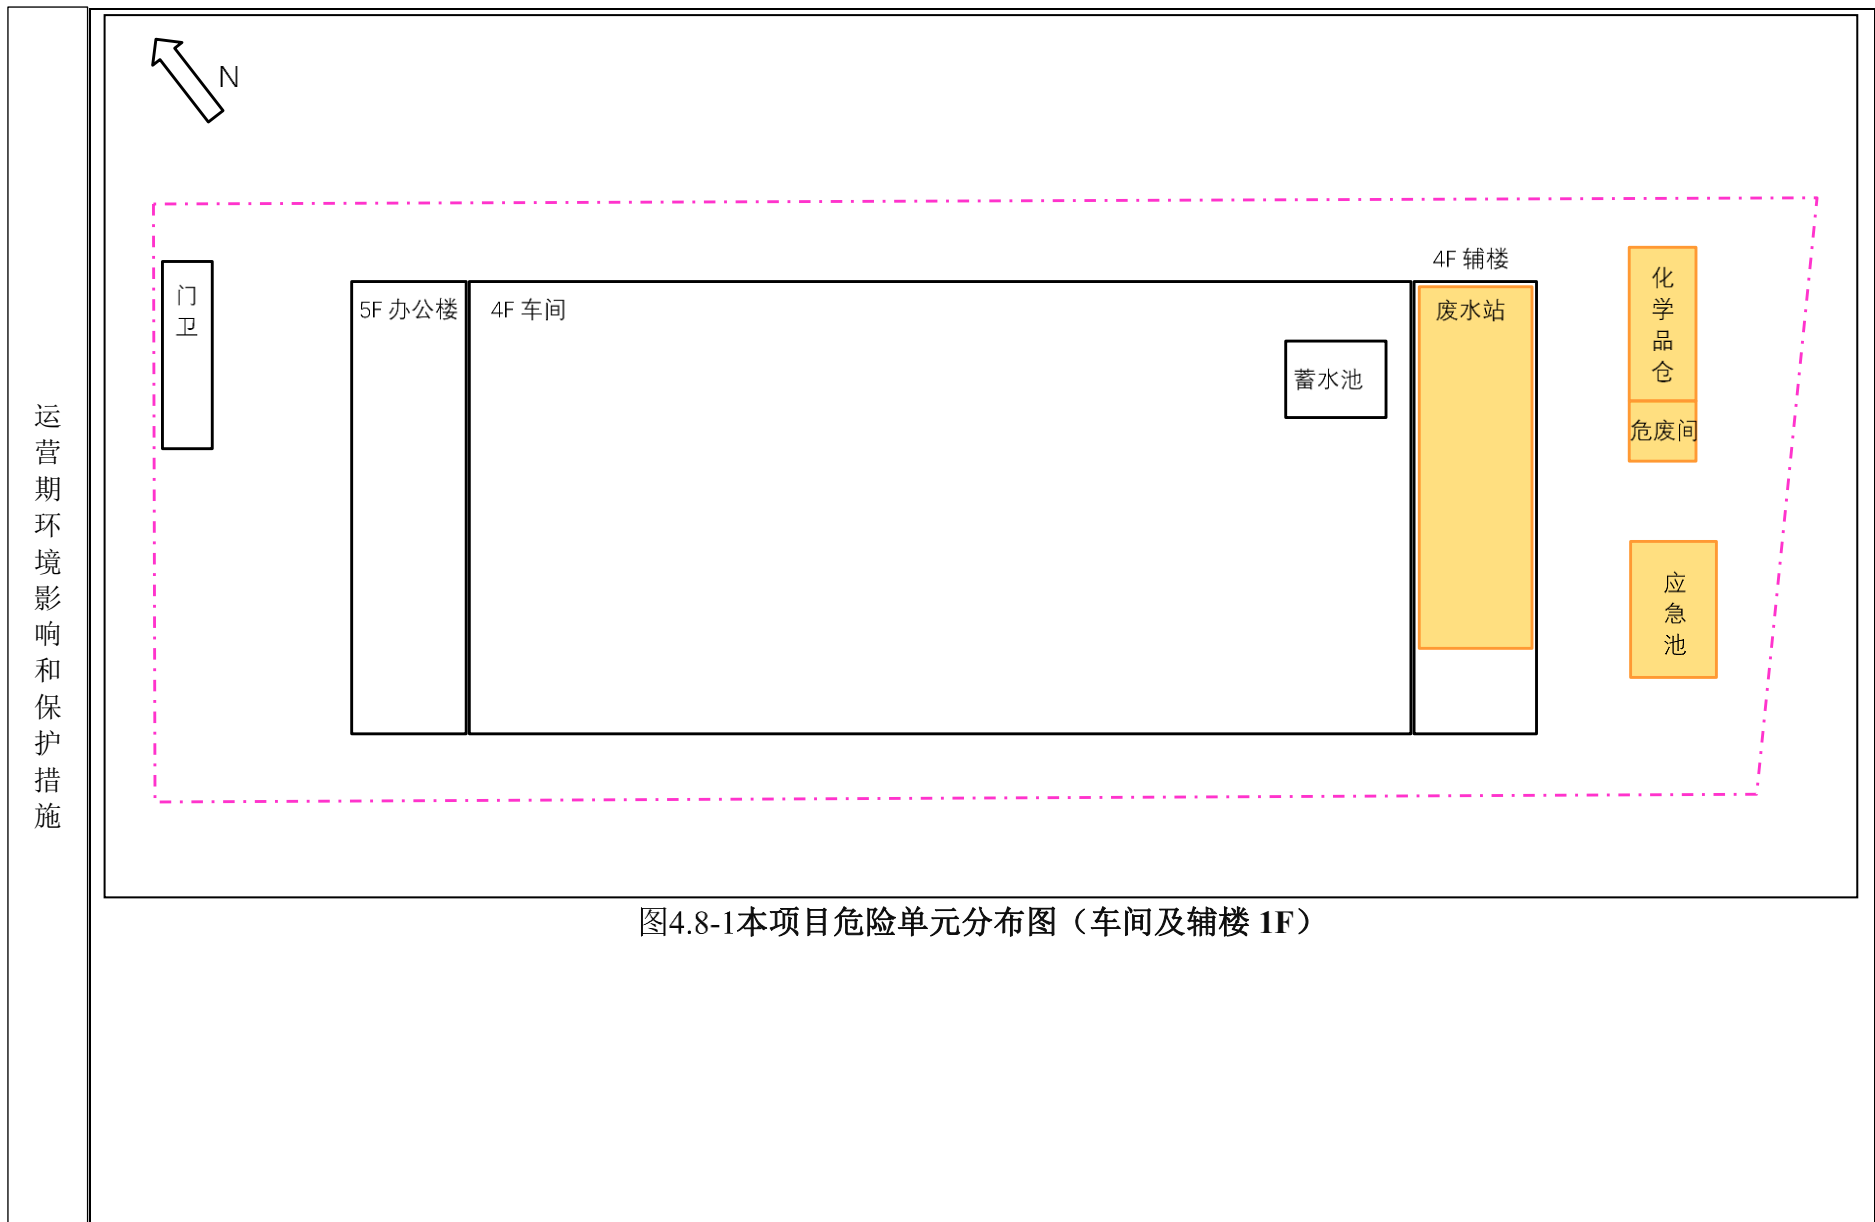 运营期环境影响和保护措施
N
4F 辅楼
门卫
5F 办公楼
4F 车间
废水站
化学品仓
蓄水池
危废间
应急池
图4.8-1本项目危险单元分布图（车间及辅楼 1F）